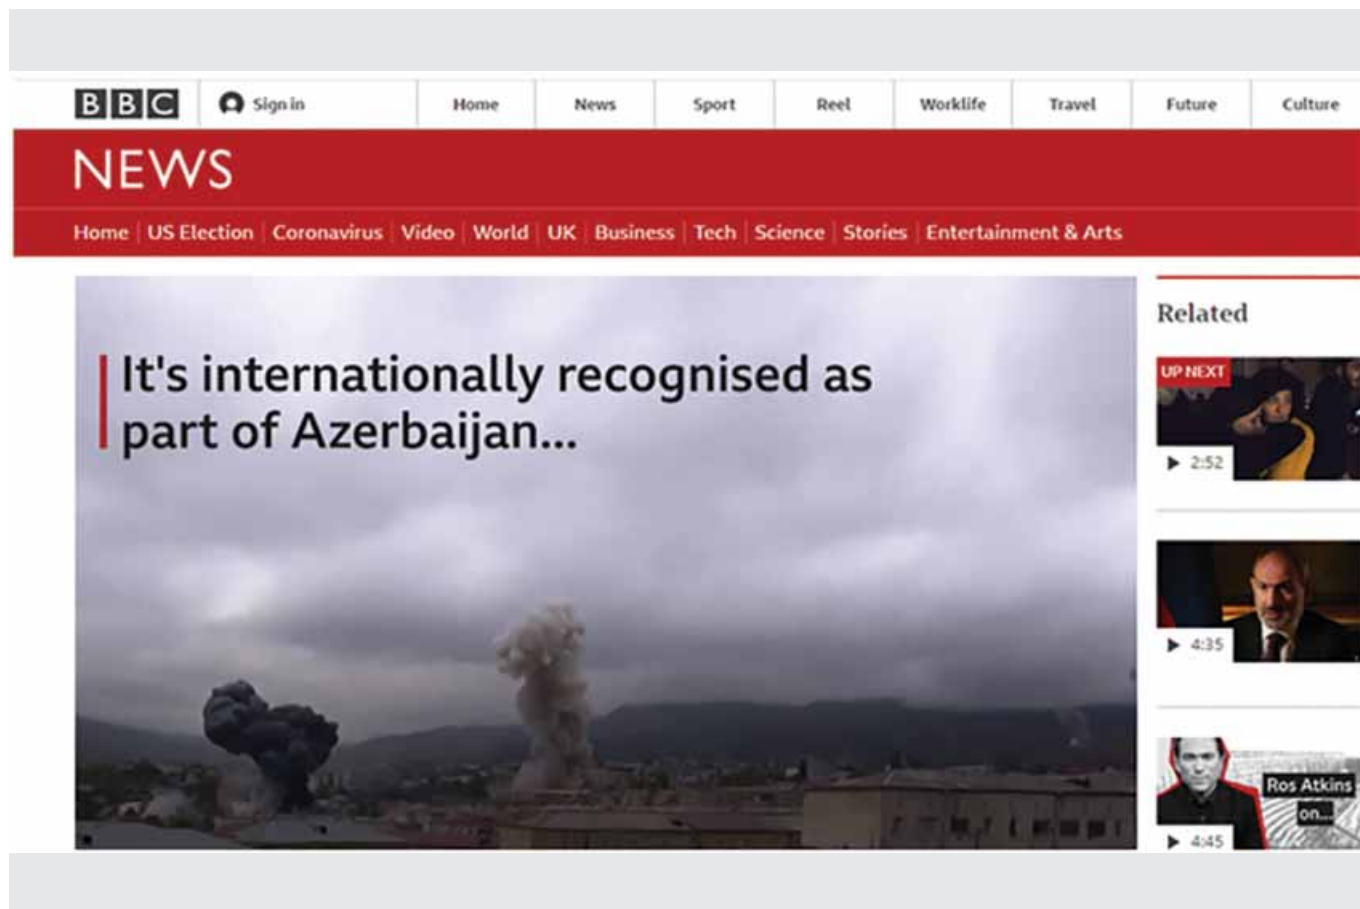 BBC
Sign in
Home
News
Sport
Reel
Worklife
Travel
Future
Culture
NEWS
Home
US Election
Coronavirus
Video
World
UK
Business
Tech
Science
Stories
Entertainment & Arts
It's internationally recognised as
part of Azerbaijan...
Related
UP NEXT
2:52
4:35
Ros Atkins
on...
4:45